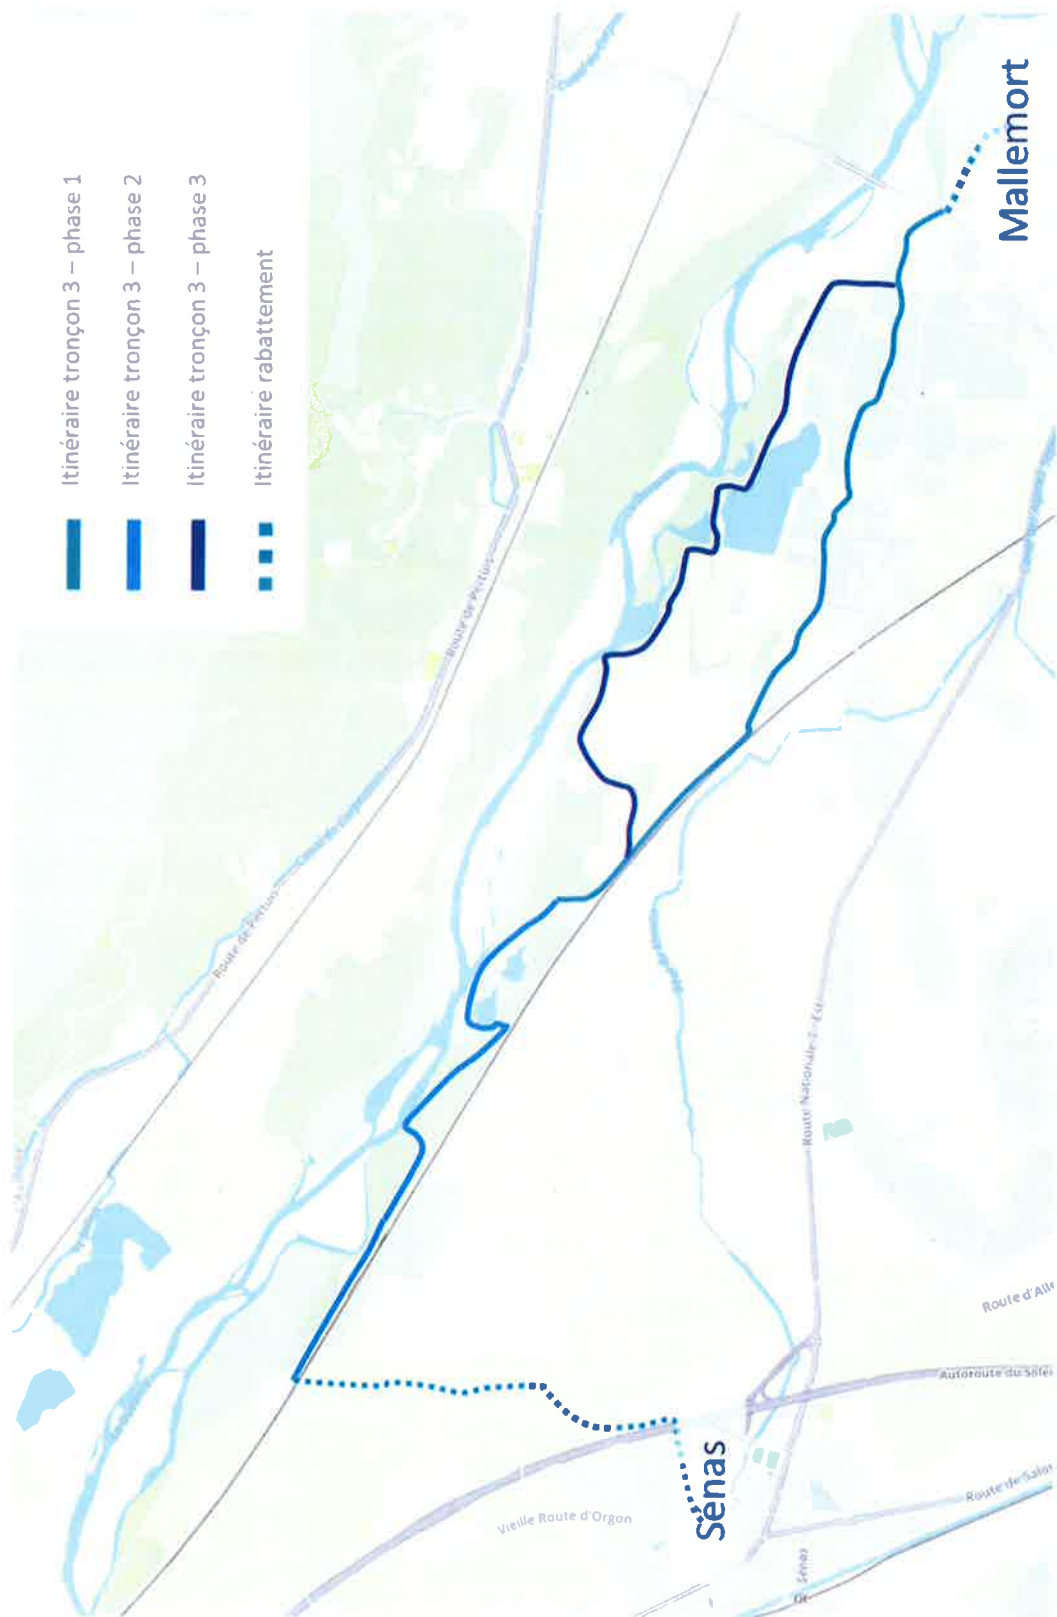 Itinéraire tronçon 3 – phase 1
Itinéraire tronçon 3 – phase 2
Itinéraire tronçon 3 – phase 3
Itinéraire rabattement
Mallemort
Sénas
Route de Pertuis
Route de Pertuis
Route Nationale 7 - Est
Route d'Alle
Autoroute du Solei
Route de Salon
Vieille Route d'Orgon
Sénas